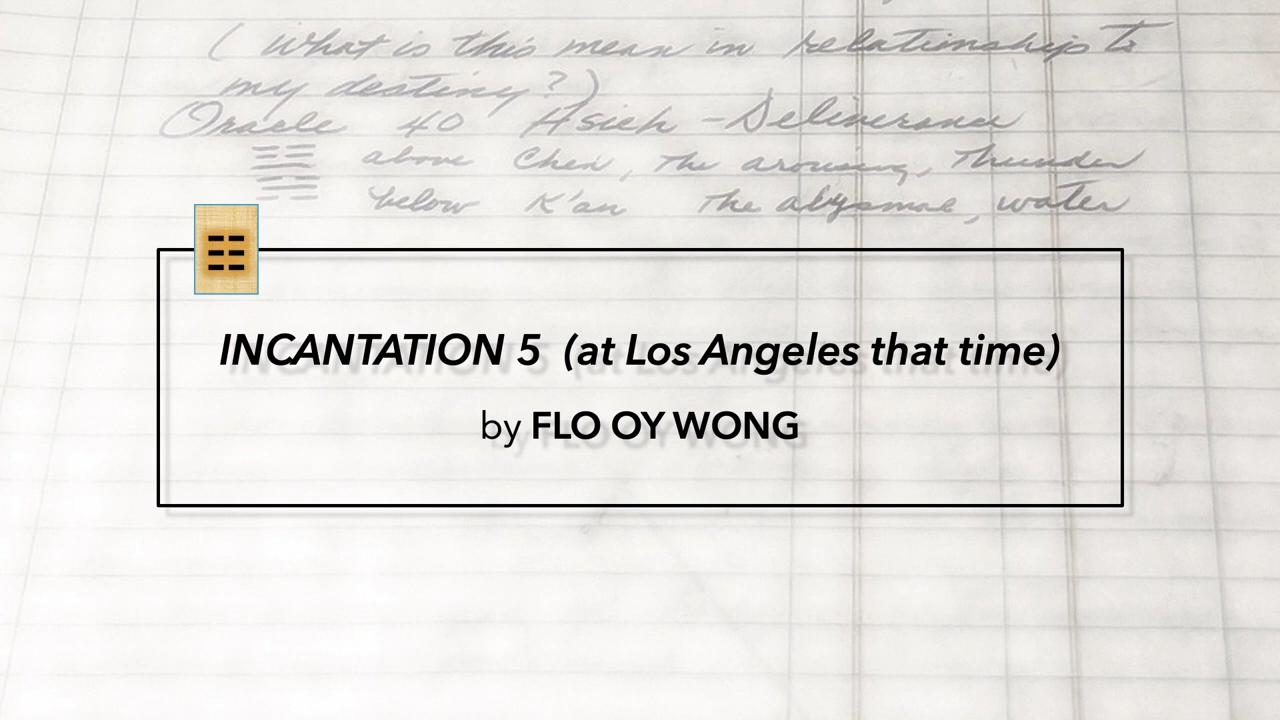 ( What is this mean in relationship to
my destiny?)
Oracle 40 Hsieh - Deliverance
above Chen, the arousing, thunder
below K'an the abysmal, water
INCANTATION 5 (at Los Angeles that time)
by FLO OY WONG